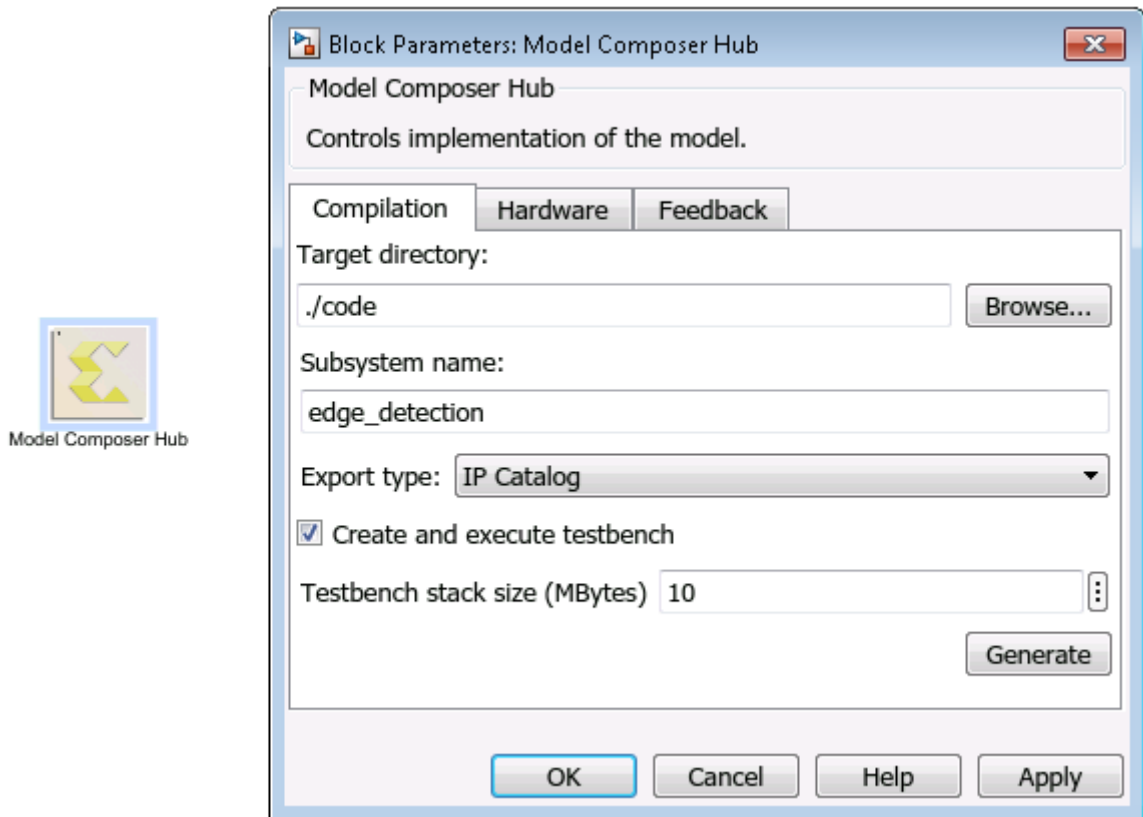 Block Parameters: Model Composer Hub
Model Composer Hub
Controls implementation of the model.
Compilation Hardware Feedback
Target directory:
./code Browse...
Subsystem name:
edge_detection
Model Composer Hub
Export type: IP Catalog
Create and execute testbench
Testbench stack size (MBytes) 10
Generate
OK Cancel Help Apply